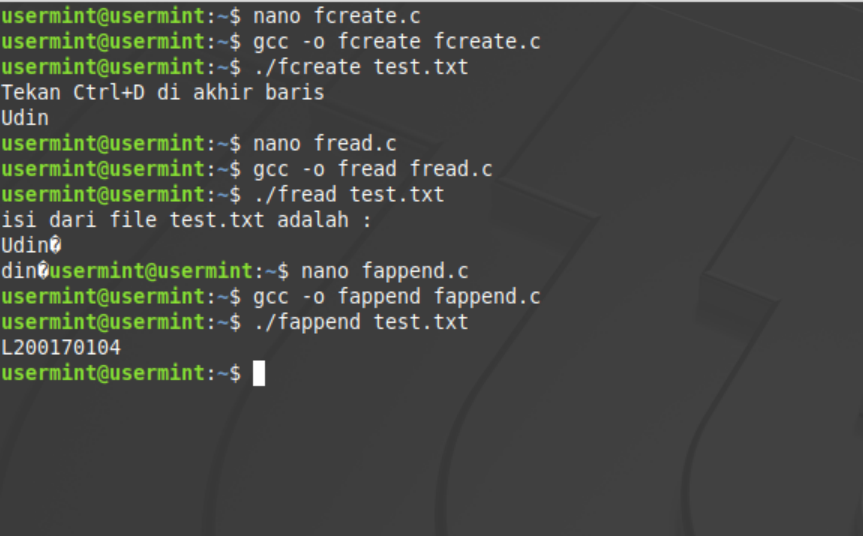 usermint@usermint:~$ nano fcreate.c
usermint@usermint:~$ gcc -o fcreate fcreate.c
usermint@usermint:~$ ./fcreate test.txt
Tekan Ctrl+D di akhir baris
Udin
usermint@usermint:~$ nano fread.c
usermint@usermint:~$ gcc -o fread fread.c
usermint@usermint:~$ ./fread test.txt
isi dari file test.txt adalah :
Udin�
din�usermint@usermint:~$ nano fappend.c
usermint@usermint:~$ gcc -o fappend fappend.c
usermint@usermint:~$ ./fappend test.txt
L200170104
usermint@usermint:~$